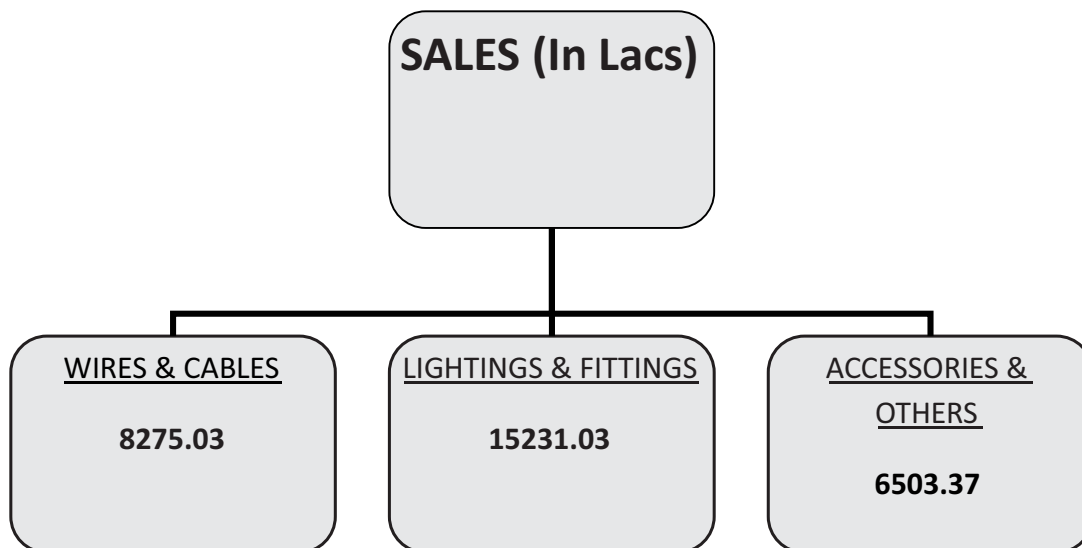 SALES (In Lacs)
WIRES & CABLES
8275.03
LIGHTINGS & FITTINGS
15231.03
ACCESSORIES &
OTHERS
6503.37